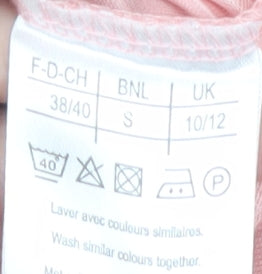 F-D-CH BNL UK
38/40 S 10/12
40 P
Laver avec couleurs similaires.
Wash similar colours together.